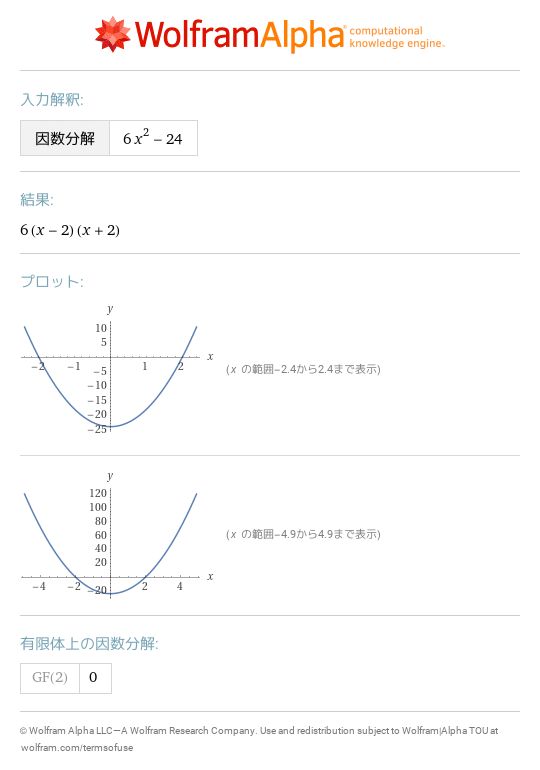 WolframAlpha computational
knowledge engine.
入力解釈:
因数分解 6 x² − 24
結果:
6 (x − 2) (x + 2)
プロット:
y
10
5
x
−2 −1 1 2
−5
−10
−15
−20
−25
(x の範囲−2.4から2.4まで表示)
y
120
100
80
60
40
20
x
−4 −2 2 4
−20
(x の範囲−4.9から4.9まで表示)
有限体上の因数分解:
GF(2) 0
© Wolfram Alpha LLC—A Wolfram Research Company. Use and redistribution subject to Wolfram|Alpha TOU at
wolfram.com/termsofuse